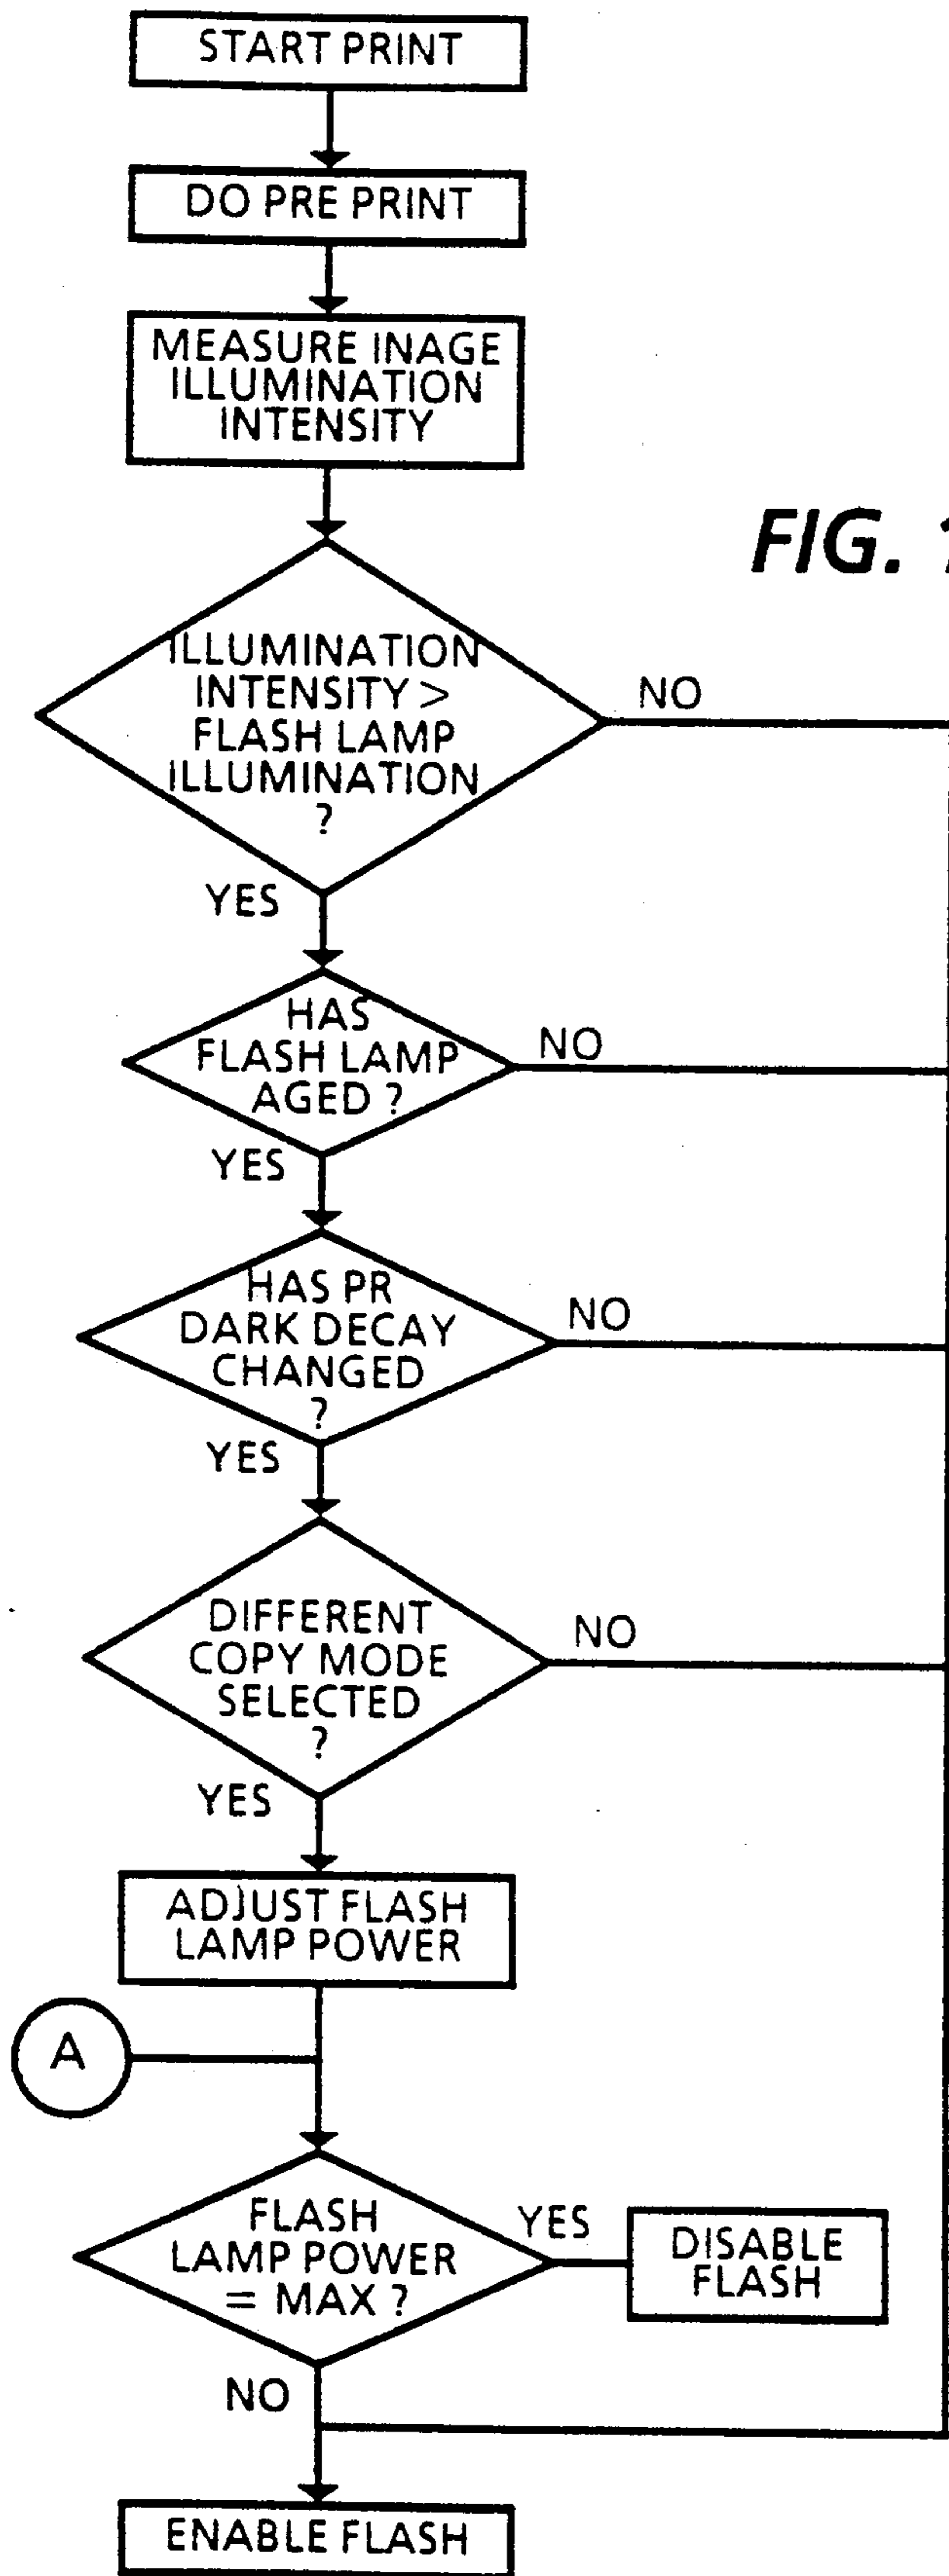 START PRINT
DO PRE PRINT
MEASURE INAGE
ILLUMINATION
INTENSITY
FIG. 1
ILLUMINATION
INTENSITY >
FLASH LAMP
ILLUMINATION
?
NO
YES
HAS
FLASH LAMP
AGED ?
NO
YES
HAS PR
DARK DECAY
CHANGED
?
NO
YES
DIFFERENT
COPY MODE
SELECTED
?
NO
YES
ADJUST FLASH
LAMP POWER
A
FLASH
LAMP POWER
= MAX ?
YES
DISABLE
FLASH
NO
ENABLE FLASH